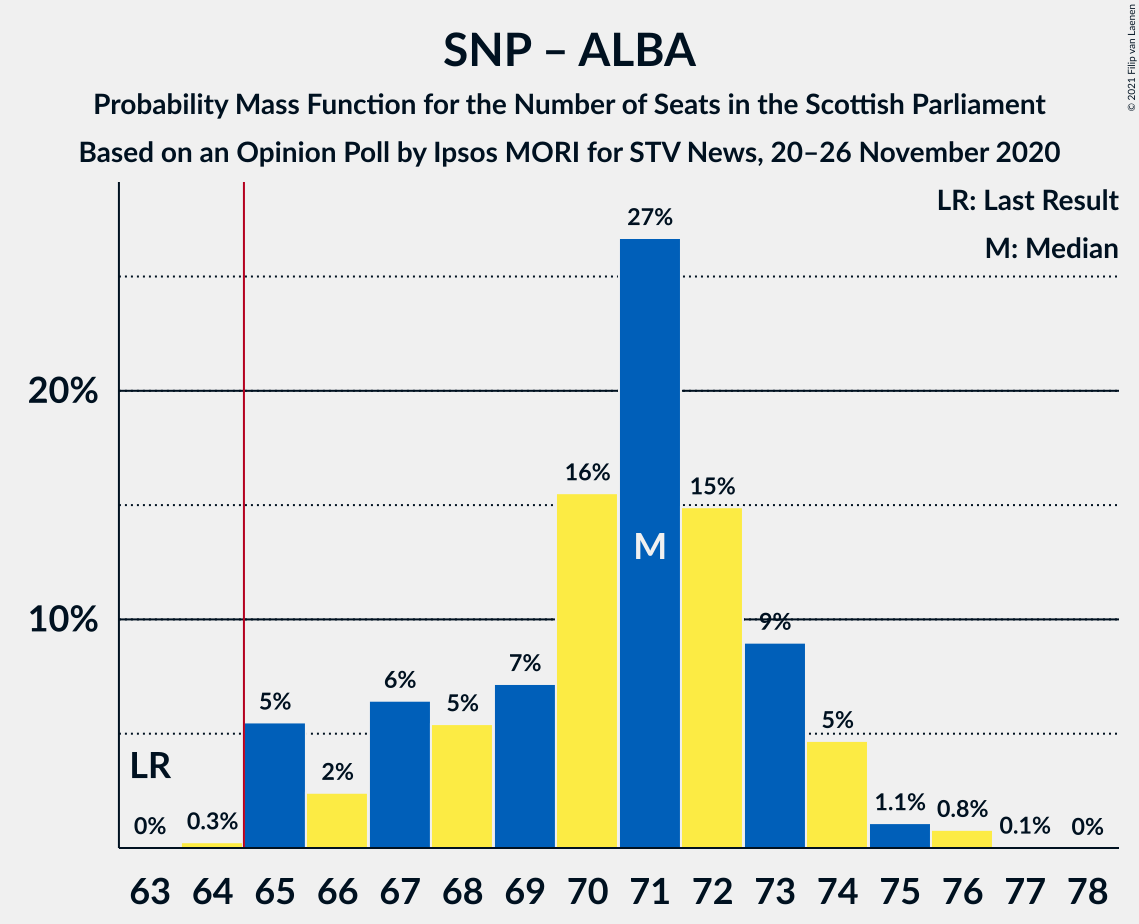 SNP – ALBA
Probability Mass Function for the Number of Seats in the Scottish Parliament
Based on an Opinion Poll by Ipsos MORI for STV News, 20–26 November 2020
© 2021 Filip van Laenen
LR: Last Result
M: Median
27%
20%
16%
15%
M
10%
9%
7%
6%
5%
5%
5%
LR
2%
1.1%
0.8%
0%
0.3%
0.1%
0%
63 64 65 66 67 68 69 70 71 72 73 74 75 76 77 78